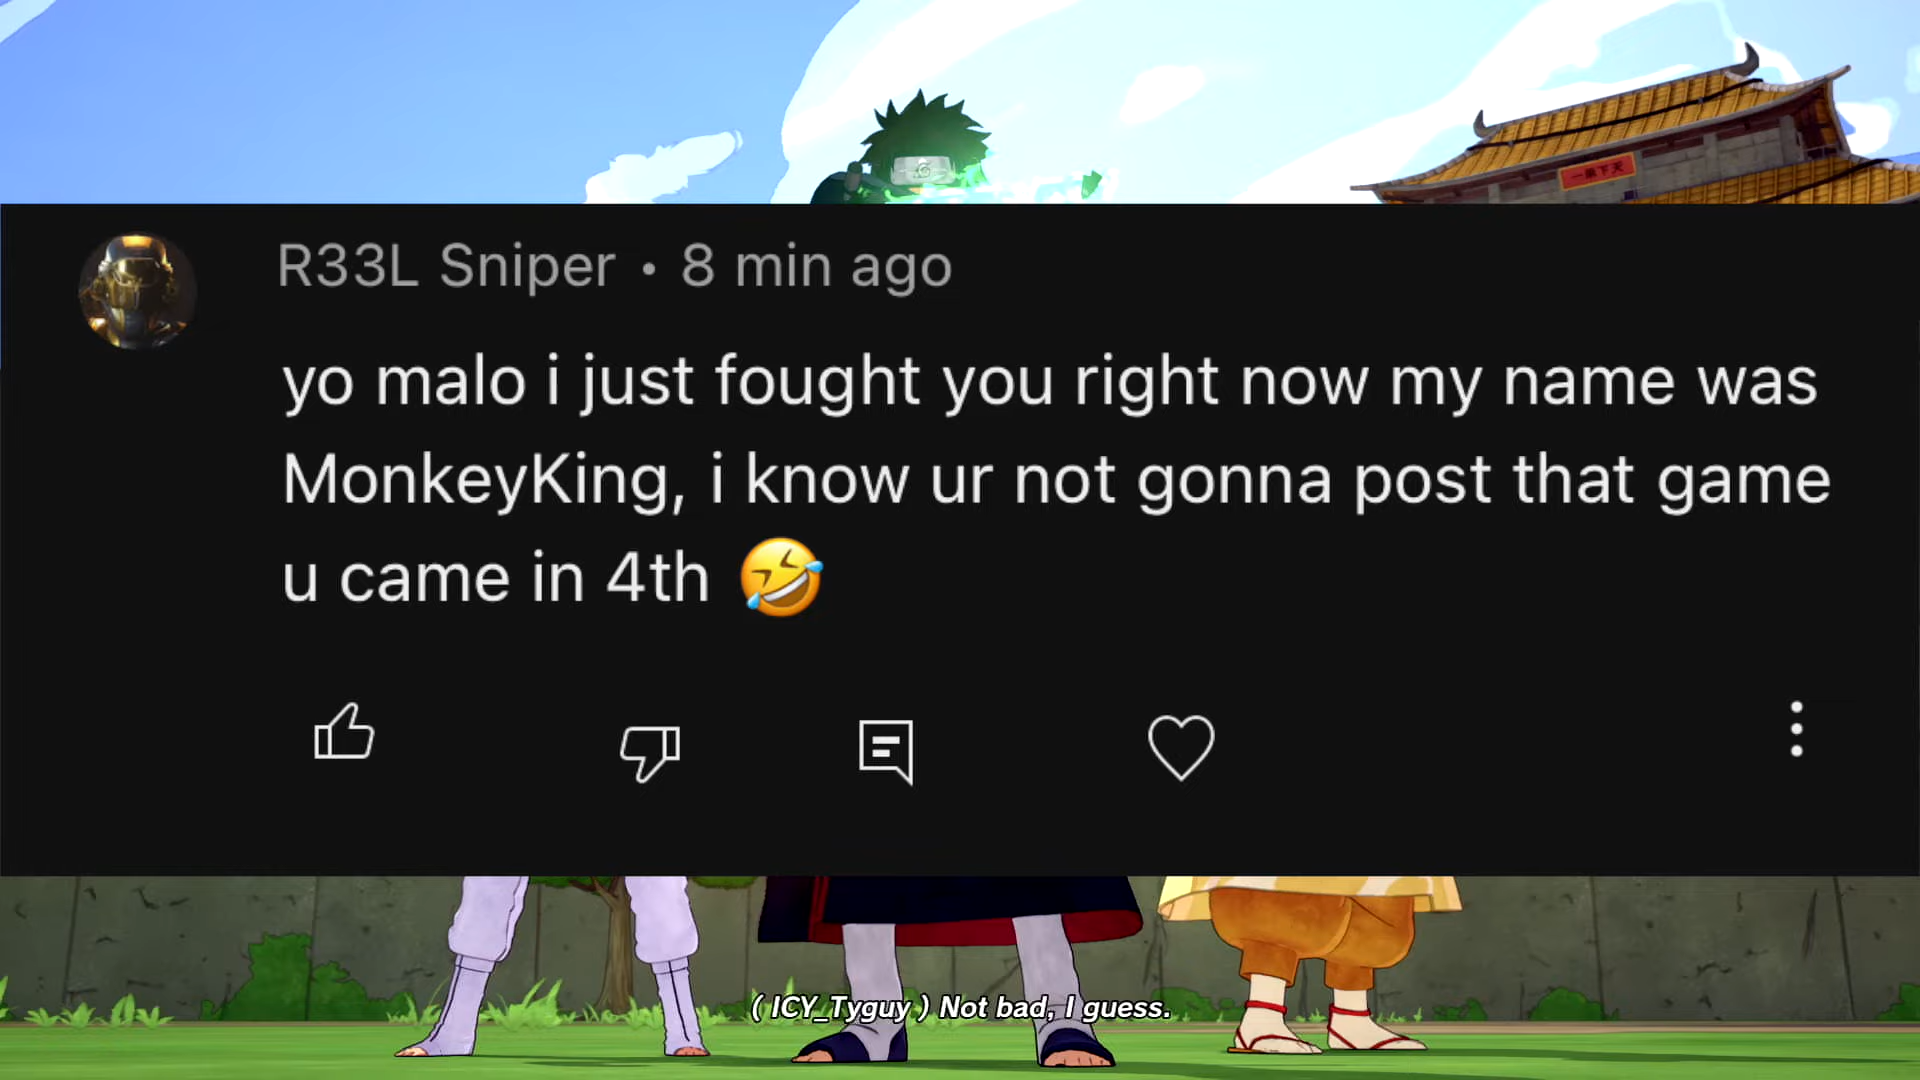 R33L Sniper • 8 min ago
yo malo i just fought you right now my name was
MonkeyKing, i know ur not gonna post that game
u came in 4th 🤣
( ICY_Tyguy ) Not bad, I guess.